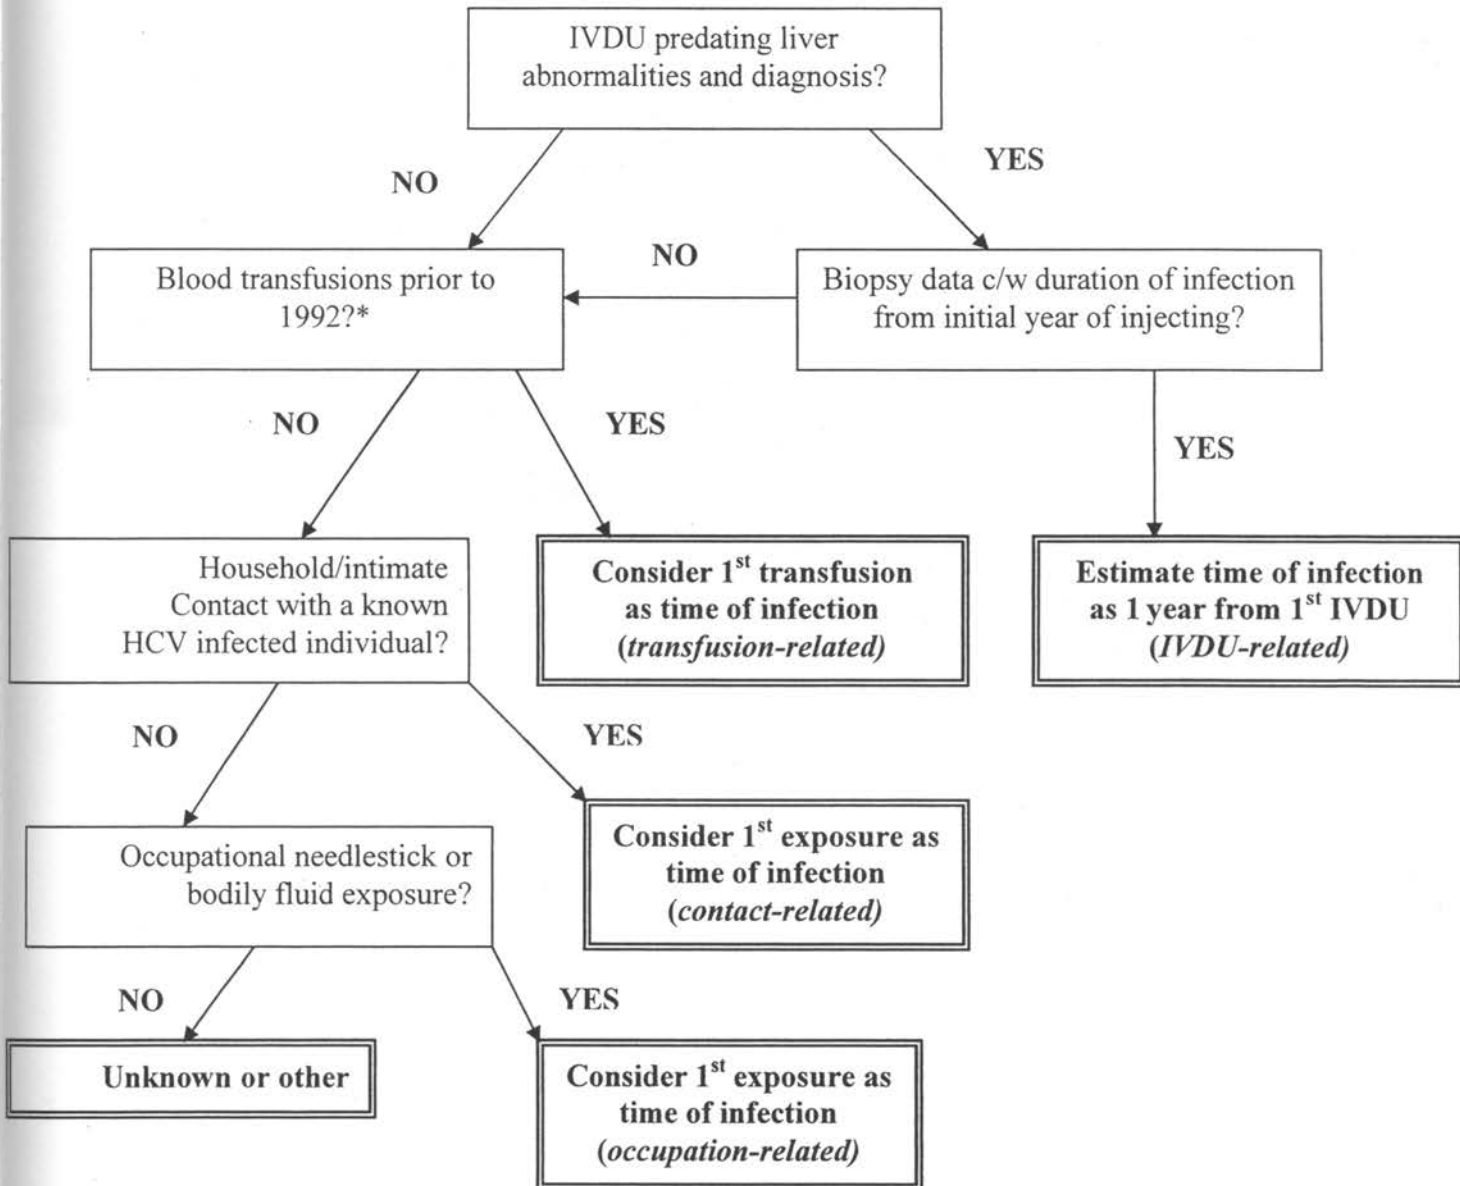 IVDU predating liver
abnormalities and diagnosis?
NO
YES
Blood transfusions prior to
1992?*
NO
Biopsy data c/w duration of infection
from initial year of injecting?
NO
YES
YES
Household/intimate
Contact with a known
HCV infected individual?
Consider 1st transfusion
as time of infection
(transfusion-related)
Estimate time of infection
as 1 year from 1st IVDU
(IVDU-related)
NO
YES
Occupational needlestick or
bodily fluid exposure?
Consider 1st exposure as
time of infection
(contact-related)
NO
YES
Unknown or other
Consider 1st exposure as
time of infection
(occupation-related)